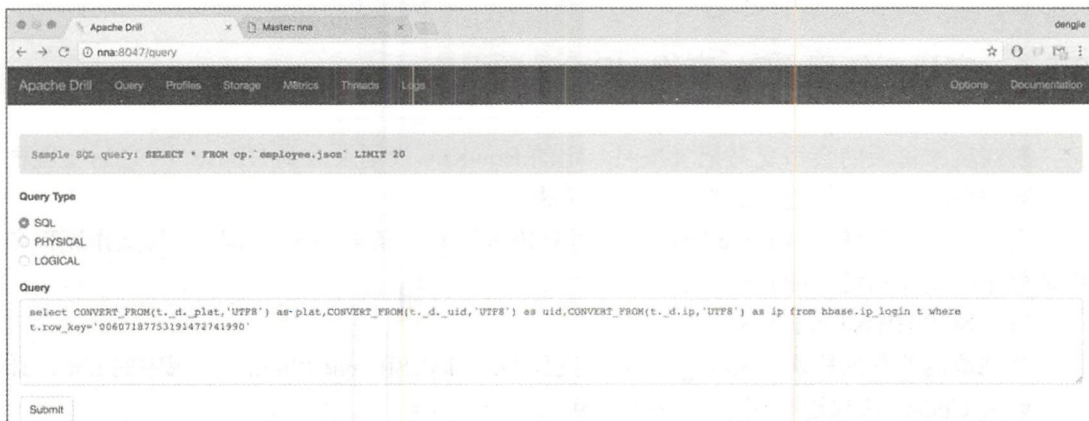 Apache Drill
Master: nna
dengjie
nna:8047/query
Apache Drill Query Profiles Storage Metrics Threads Logs Options Documentation
Sample SQL query: SELECT * FROM cp.`employee.json` LIMIT 20
Query Type
SQL
PHYSICAL
LOGICAL
Query
select CONVERT_FROM(t._d._plat,'UTF8') as plat,CONVERT_FROM(t._d._uid,'UTF8') as uid,CONVERT_FROM(t._d.ip,'UTF8') as ip from hbase.ip_login t where
t.row_key='00607187753191472741990'
Submit